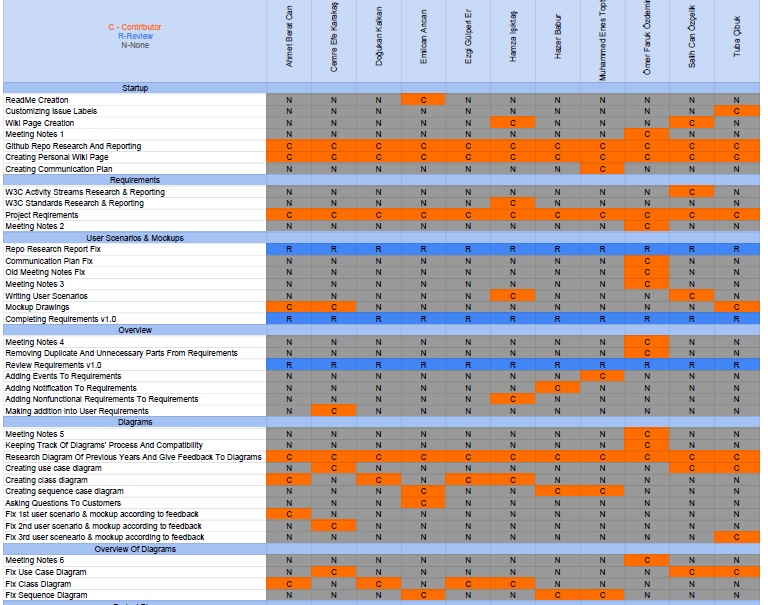 C - Contributor
R-Review
N-None
Ahmet Berat Can
Cemre Efe Karakaş
Doğukan Kalkan
Emilcan Arıcan
Ezgi Gülperi Er
Hamza Işıktaş
Hazer Babur
Muhammed Enes Topt
Ömer Faruk Özdemir
Salih Can Özçelik
Tuba Çıbuk
Startup
ReadMe Creation N N N C N N N N N N N
Customizing Issue Labels N N N N N N N N N N C
Wiki Page Creation N N N N N C N N N C N
Meeting Notes 1 N N N N N N N N C N N
Github Repo Research And Reporting C C C C C C C C C C C
Creating Personal Wiki Page C C C C C C C C C C C
Creating Communication Plan N N N N N N N C N N N
Requirements
W3C Activity Streams Research & Reporting N N N N N N N N N C N
W3C Standards Research & Reporting N N N N N C N N N N N
Project Reqirements C C C C C C C C C C C
Meeting Notes 2 N N N N N N N N C N N
User Scenarios & Mockups
Repo Research Report Fix R R R R R R R R R R R
Communication Plan Fix N N N N N N N N C N N
Old Meeting Notes Fix N N N N N N N N C N N
Meeting Notes 3 N N N N N N N N C N N
Writing User Scenarios N N N N N C N N N C N
Mockup Drawings C C N N N N N N N N C
Completing Requirements v1.0 R R R R R R R R R R R
Overview
Meeting Notes 4 N N N N N N N N C N N
Removing Duplicate And Unnecessary Parts From Requirements N N N N N N N N C N N
Review Requirements v1.0 R R R R R R R R R R R
Adding Events To Requirements N N N N N N N C N N N
Adding Notification To Requirements N N N N N N C N N N N
Adding Nonfunctional Requirements To Requirements N N N N N C N N N N N
Making addition into User Requirements N C N N N N N N N N N
Diagrams
Meeting Notes 5 N N N N N N N N C N N
Keeping Track Of Diagrams' Process And Compatibility N N N N N N N N C N N
Research Diagram Of Previous Years And Give Feedback To Diagrams C C C C C C C C C C C
Creating use case diagram N C N N N N N N N C C
Creating class diagram C N C N C C N N N N N
Creating sequence case diagram N N N C N N C C N N N
Asking Questions To Customers N N N C N N N N N N N
Fix 1st user scenario & mockup according to feedback C N N N N N N N N N N
Fix 2nd user scenario & mockup according to feedback N C N N N N N N N N N
Fix 3rd user sceneario & mockup according to feedback N N N N N N N N N N C
Overview Of Diagrams
Meeting Notes 6 N N N N N N N N C N N
Fix Use Case Diagram N C N N N N N N N C C
Fix Class Diagram C N C N C C N N N N N
Fix Sequence Diagram N N N C N N C C N N N